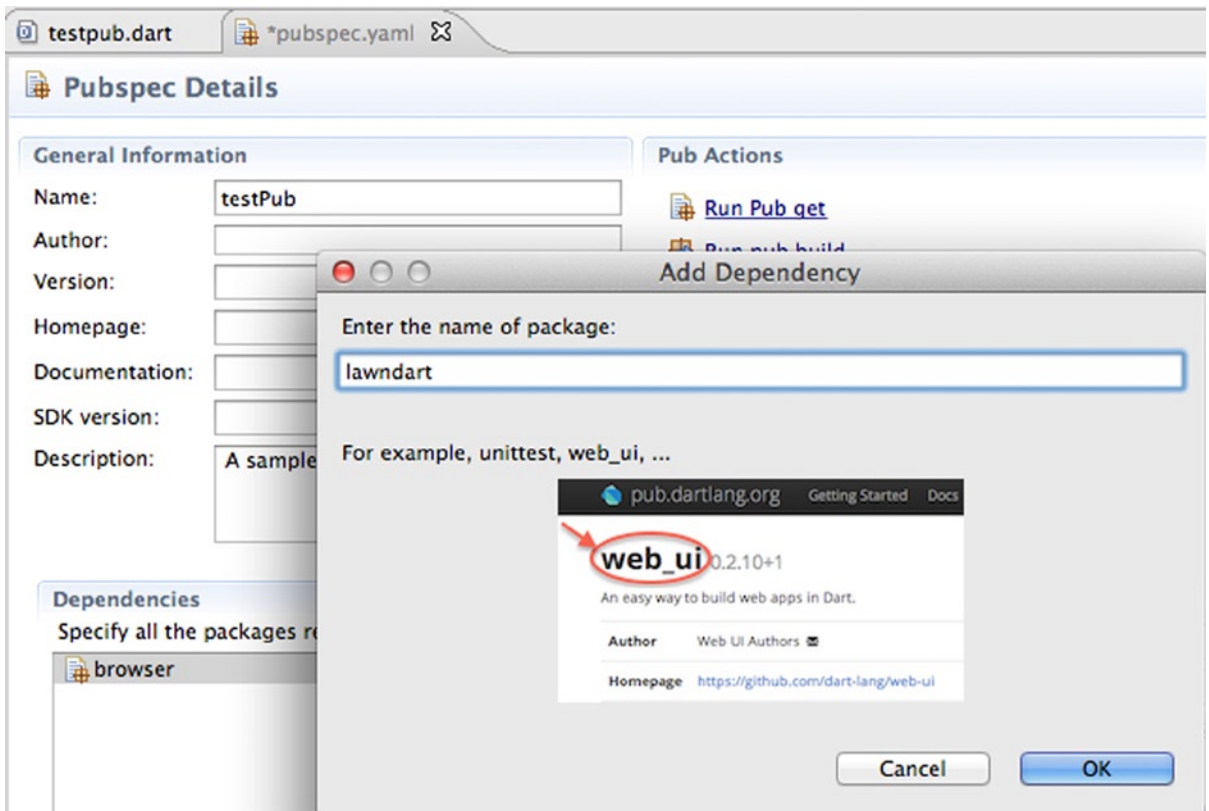 testpub.dart
*pubspec.yaml
Pubspec Details
General Information
Name:
testPub
Author:
Version:
Homepage:
Documentation:
SDK version:
Description:
A sample
Pub Actions
Run Pub get
Run pub build
Dependencies
Specify all the packages
browser
Add Dependency
Enter the name of package:
lawndart
For example, unittest, web_ui, ...
pub.dartlang.org Getting Started Docs
web_ui 0.2.10+1
An easy way to build web apps in Dart.
Author Web UI Authors
Homepage https://github.com/dart-lang/web-ui
Cancel
OK